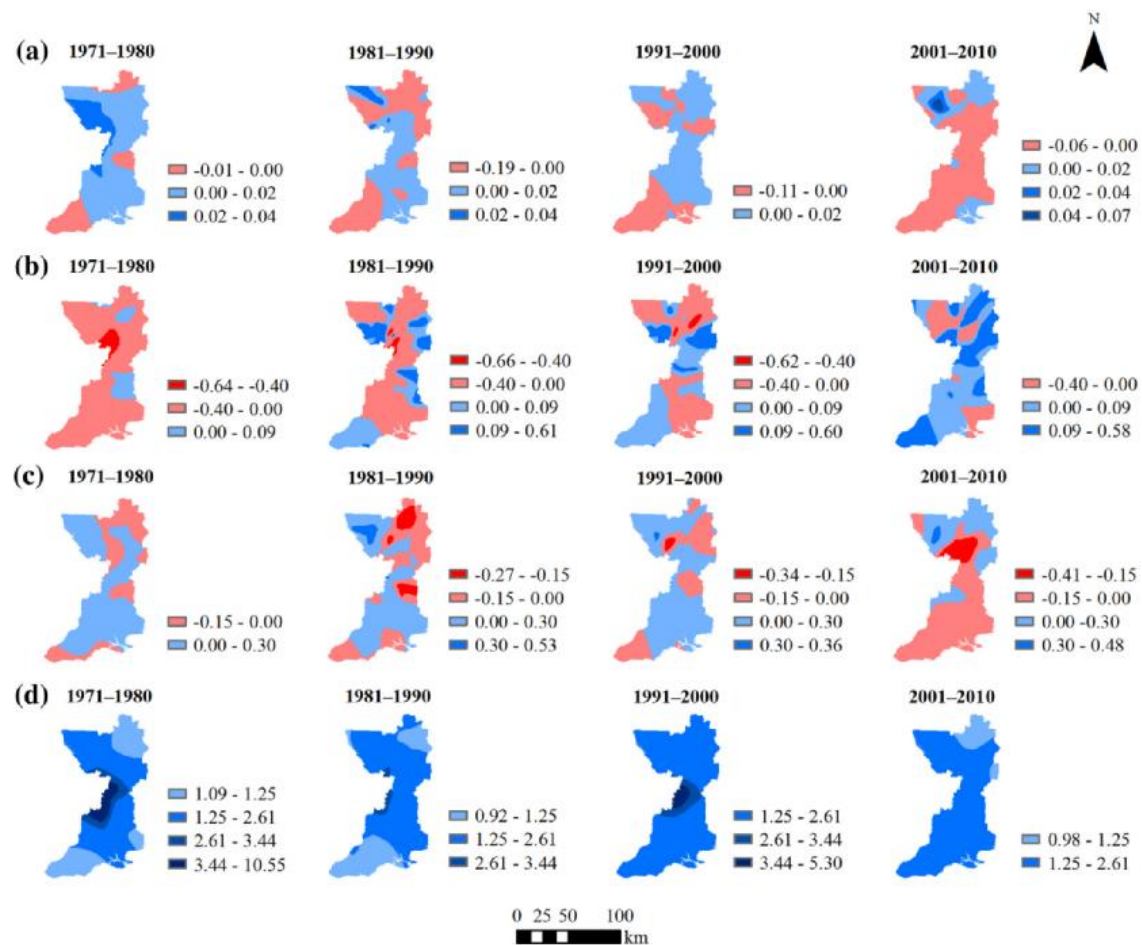 N
(a)
1971–1980
1981–1990
1991–2000
2001–2010
-0.01 - 0.00
0.00 - 0.02
0.02 - 0.04
-0.19 - 0.00
0.00 - 0.02
0.02 - 0.04
-0.11 - 0.00
0.00 - 0.02
-0.06 - 0.00
0.00 - 0.02
0.02 - 0.04
0.04 - 0.07
(b)
1971–1980
1981–1990
1991–2000
2001–2010
-0.64 - -0.40
-0.40 - 0.00
0.00 - 0.09
-0.66 - -0.40
-0.40 - 0.00
0.00 - 0.09
0.09 - 0.61
-0.62 - -0.40
-0.40 - 0.00
0.00 - 0.09
0.09 - 0.60
-0.40 - 0.00
0.00 - 0.09
0.09 - 0.58
(c)
1971–1980
1981–1990
1991–2000
2001–2010
-0.15 - 0.00
0.00 - 0.30
-0.27 - -0.15
-0.15 - 0.00
0.00 - 0.30
0.30 - 0.53
-0.34 - -0.15
-0.15 - 0.00
0.00 - 0.30
0.30 - 0.36
-0.41 - -0.15
-0.15 - 0.00
0.00 -0.30
0.30 - 0.48
(d)
1971–1980
1981–1990
1991–2000
2001–2010
1.09 - 1.25
1.25 - 2.61
2.61 - 3.44
3.44 - 10.55
0.92 - 1.25
1.25 - 2.61
2.61 - 3.44
1.25 - 2.61
2.61 - 3.44
3.44 - 5.30
0.98 - 1.25
1.25 - 2.61
0 25 50 100
km